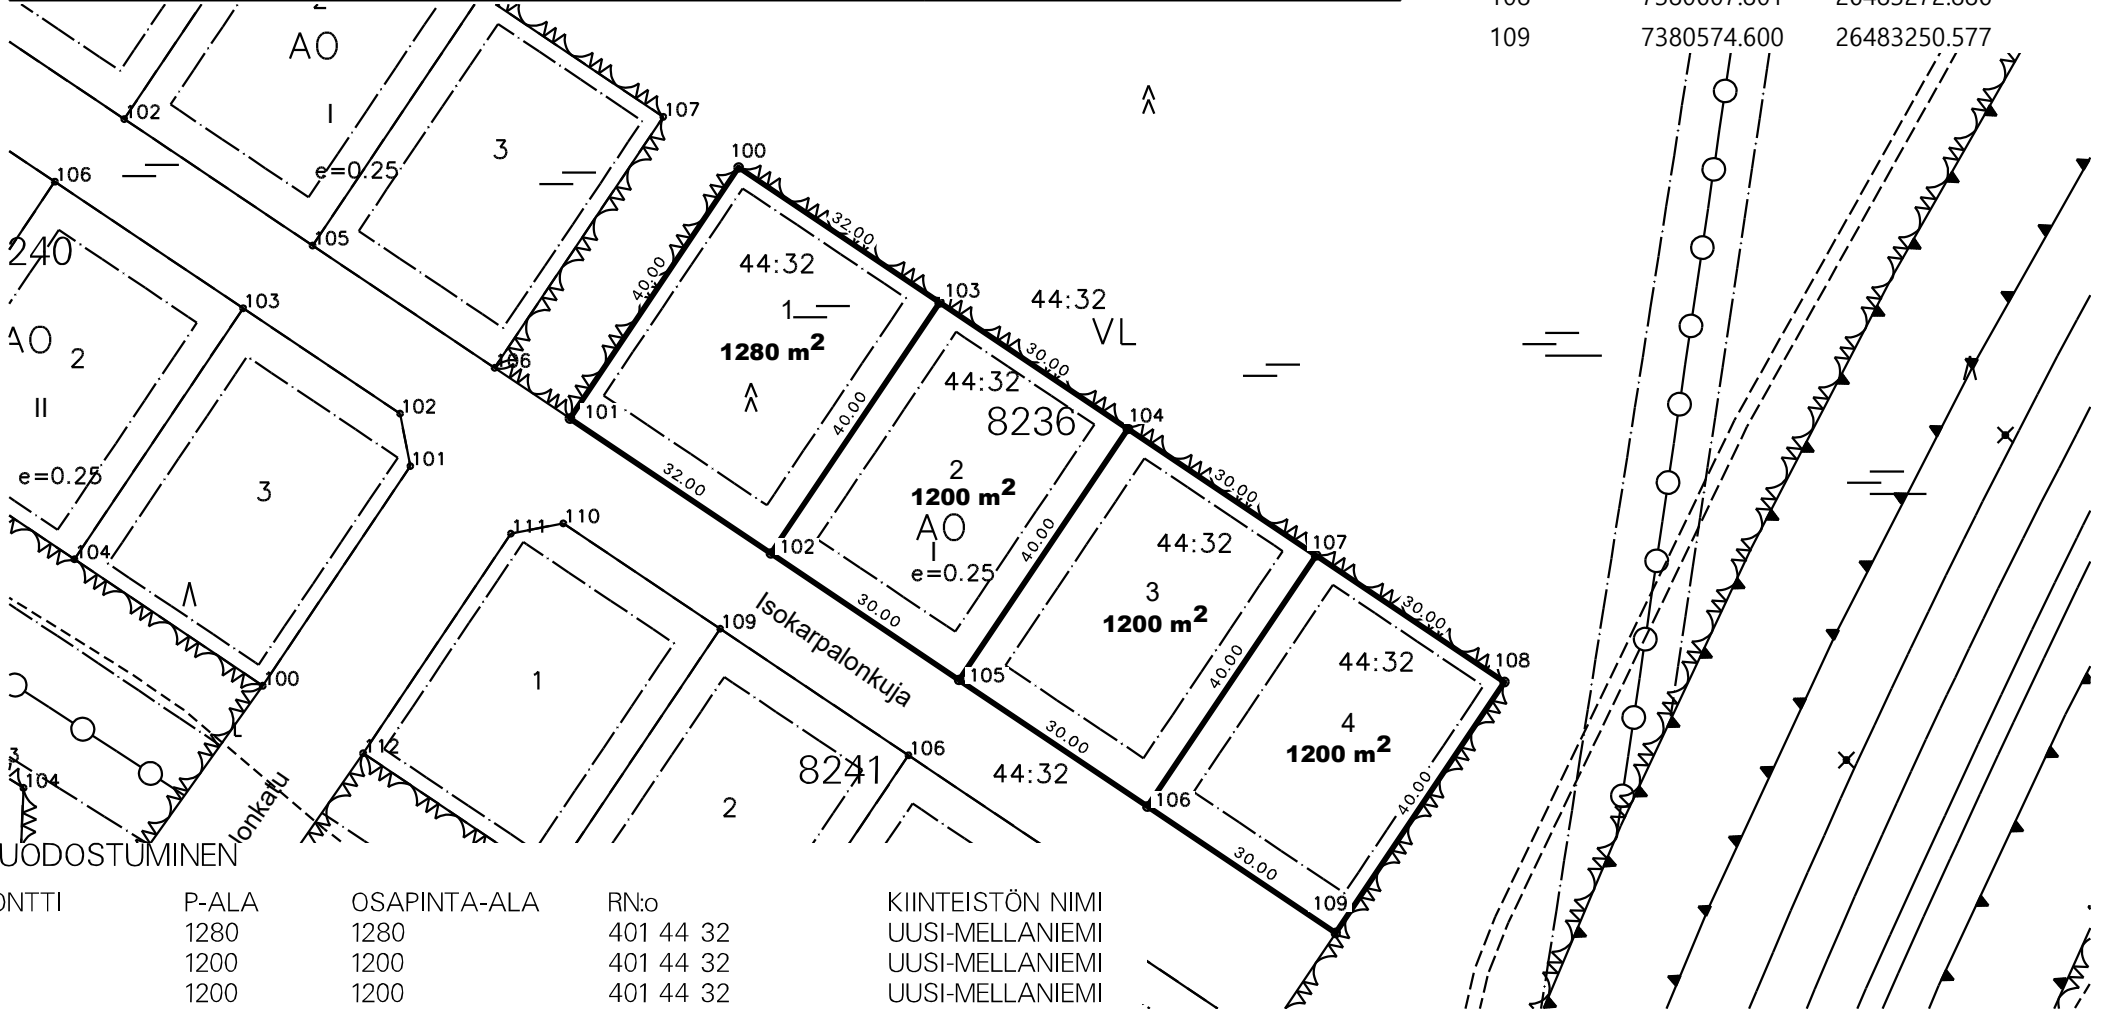 109 7380574.600 26483250.577
AO
I
e=0.25
3
107
102
106
105
106
100
32.00
40.00
44:32
1
1280 m²
103
101
32.00
40.00
44:32
VL
30.00
44:32
8236
2
1200 m²
AO
I
e=0.25
104
102
30.00
40.00
30.00
44:32
3
1200 m²
107
105
30.00
40.00
30.00
44:32
4
1200 m²
108
106
30.00
40.00
109
Isokarpalonkuja
44:32
240
AO 2
II
e=0.25
103
102
101
3
104
100
111
110
1
109
112
8241
2
106
104
lonkatu
UODOSTUMINEN
ONTTI P-ALA OSAPINTA-ALA RN:o KIINTEISTÖN NIMI
1280 1280 401 44 32 UUSI-MELLANIEMI
1200 1200 401 44 32 UUSI-MELLANIEMI
1200 1200 401 44 32 UUSI-MELLANIEMI